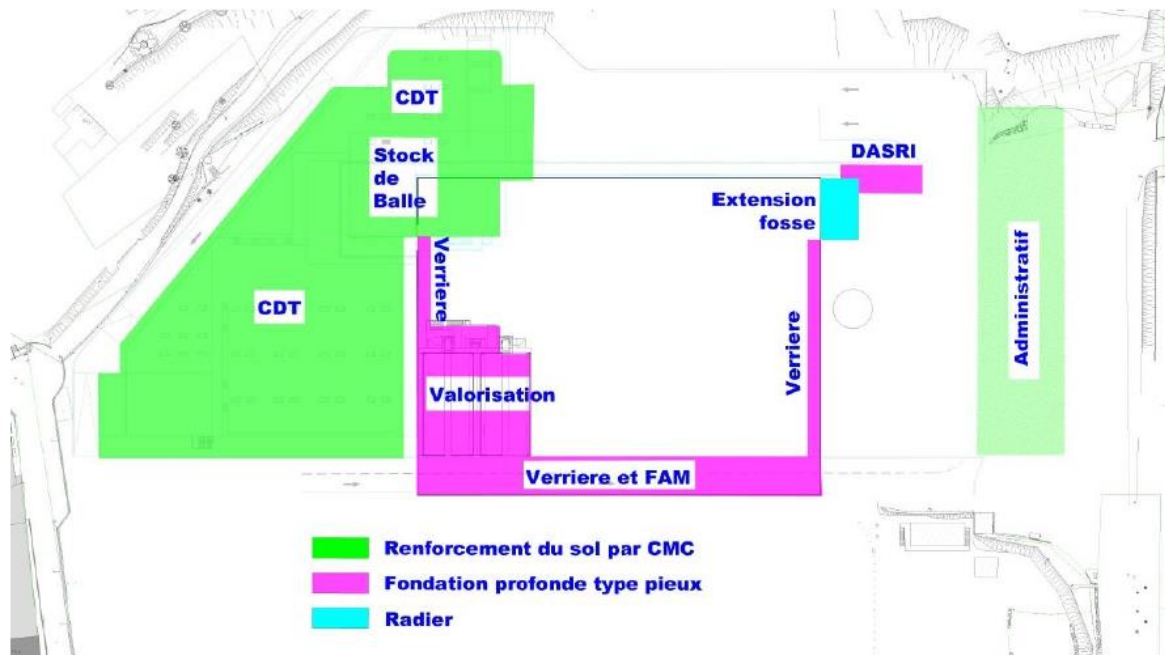 CDT
Stock
de
Balle
DASRI
Extension
fosse
Verriere
CDT
Verriere
Administratif
Valorisation
Verriere et FAM
Renforcement du sol par CMC
Fondation profonde type pieux
Radier